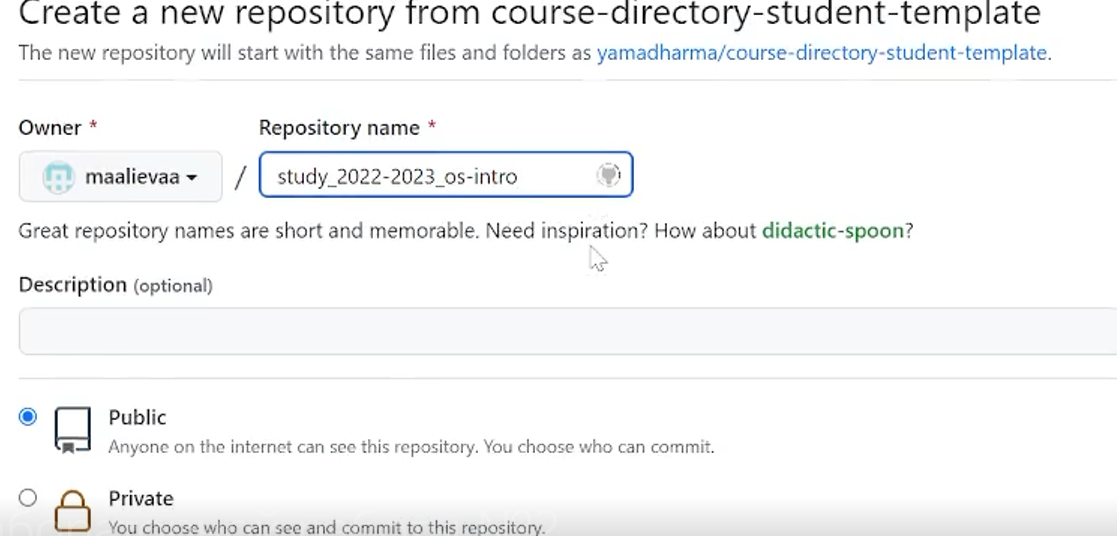 Create a new repository from course-directory-student-template
The new repository will start with the same files and folders as yamadharma/course-directory-student-template.
Owner * Repository name *
maalievaa / study_2022-2023_os-intro
Great repository names are short and memorable. Need inspiration? How about didactic-spoon?
Description (optional)
Public
Anyone on the internet can see this repository. You choose who can commit.
Private
You choose who can see and commit to this repository.